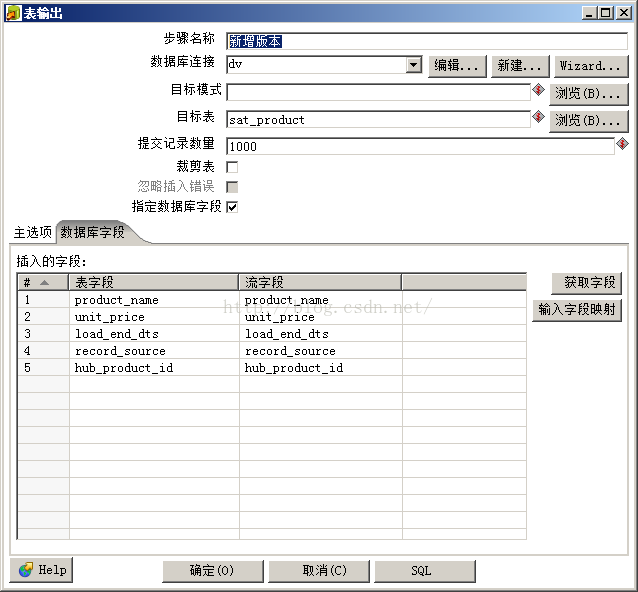 表输出
步骤名称 新增版本
数据库连接 dv 编辑... 新建... Wizard...
目标模式 浏览(B)...
目标表 sat_product 浏览(B)...
提交记录数量 1000
裁剪表
忽略插入错误
指定数据库字段
主选项 数据库字段
插入的字段:
# 表字段 流字段 获取字段
1 product_name product_name
http://blog.csdn.net/
2 unit_price unit_price 输入字段映射
3 load_end_dts load_end_dts
4 record_source record_source
5 hub_product_id hub_product_id
Help 确定(O) 取消(C) SQL